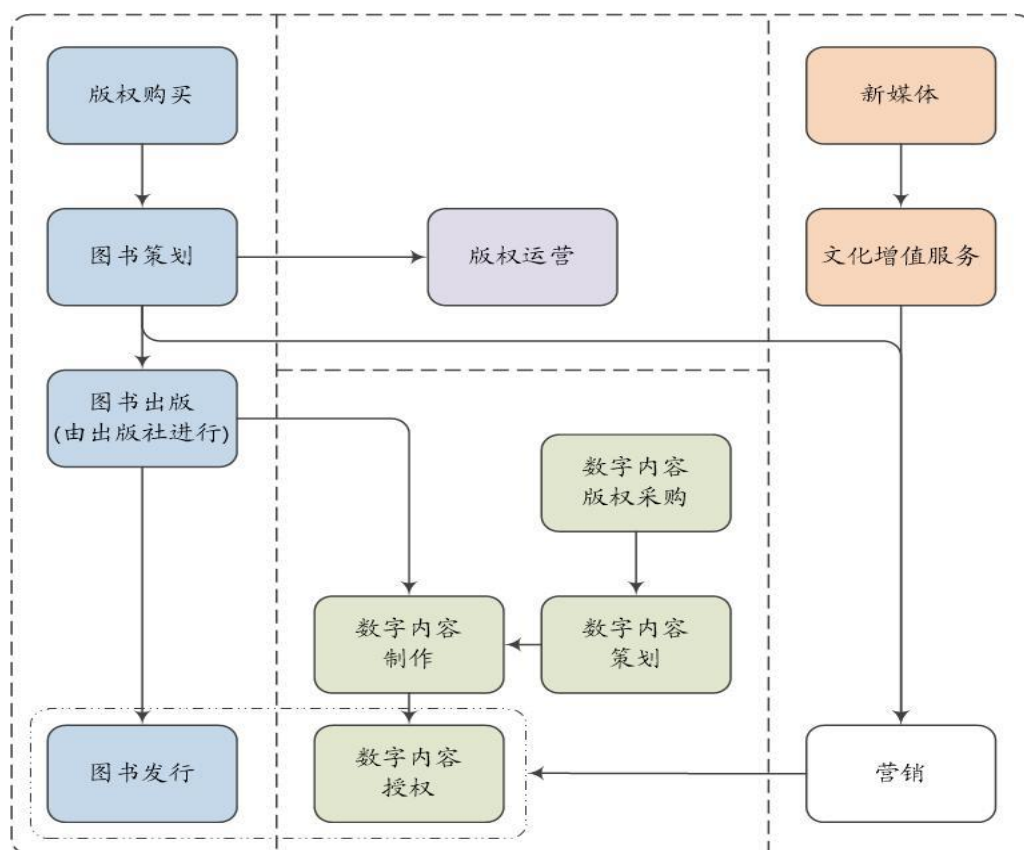 版权购买
新媒体
图书策划
版权运营
文化增值服务
图书出版
(由出版社进行)
数字内容
版权采购
数字内容
制作
数字内容
策划
图书发行
数字内容
授权
营销